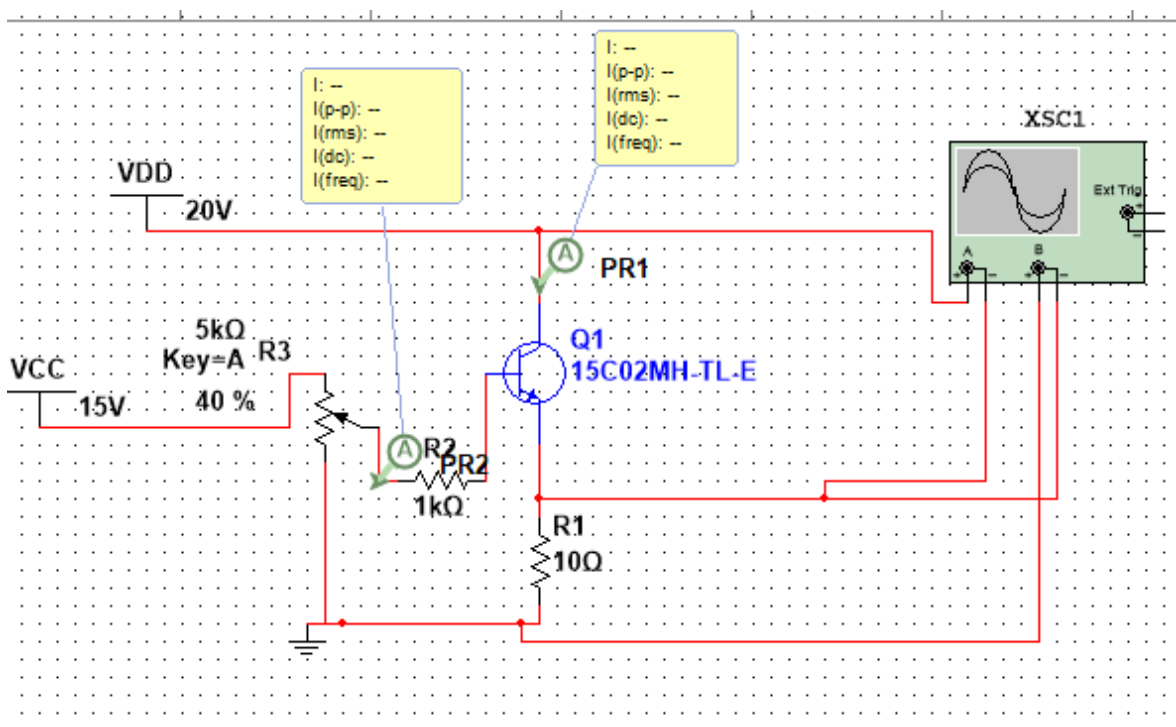 I: --
I(p-p): --
I(rms): --
I(dc): --
I(freq): --
I: --
I(p-p): --
I(rms): --
I(dc): --
I(freq): --
XSC1
Ext Trig
+
–
A
B
+ –
+ –
VDD
20V
A
PR1
5kΩ
Key=A
R3
40 %
VCC
15V
Q1
15C02MH-TL-E
A
R2
PR2
1kΩ
R1
10Ω